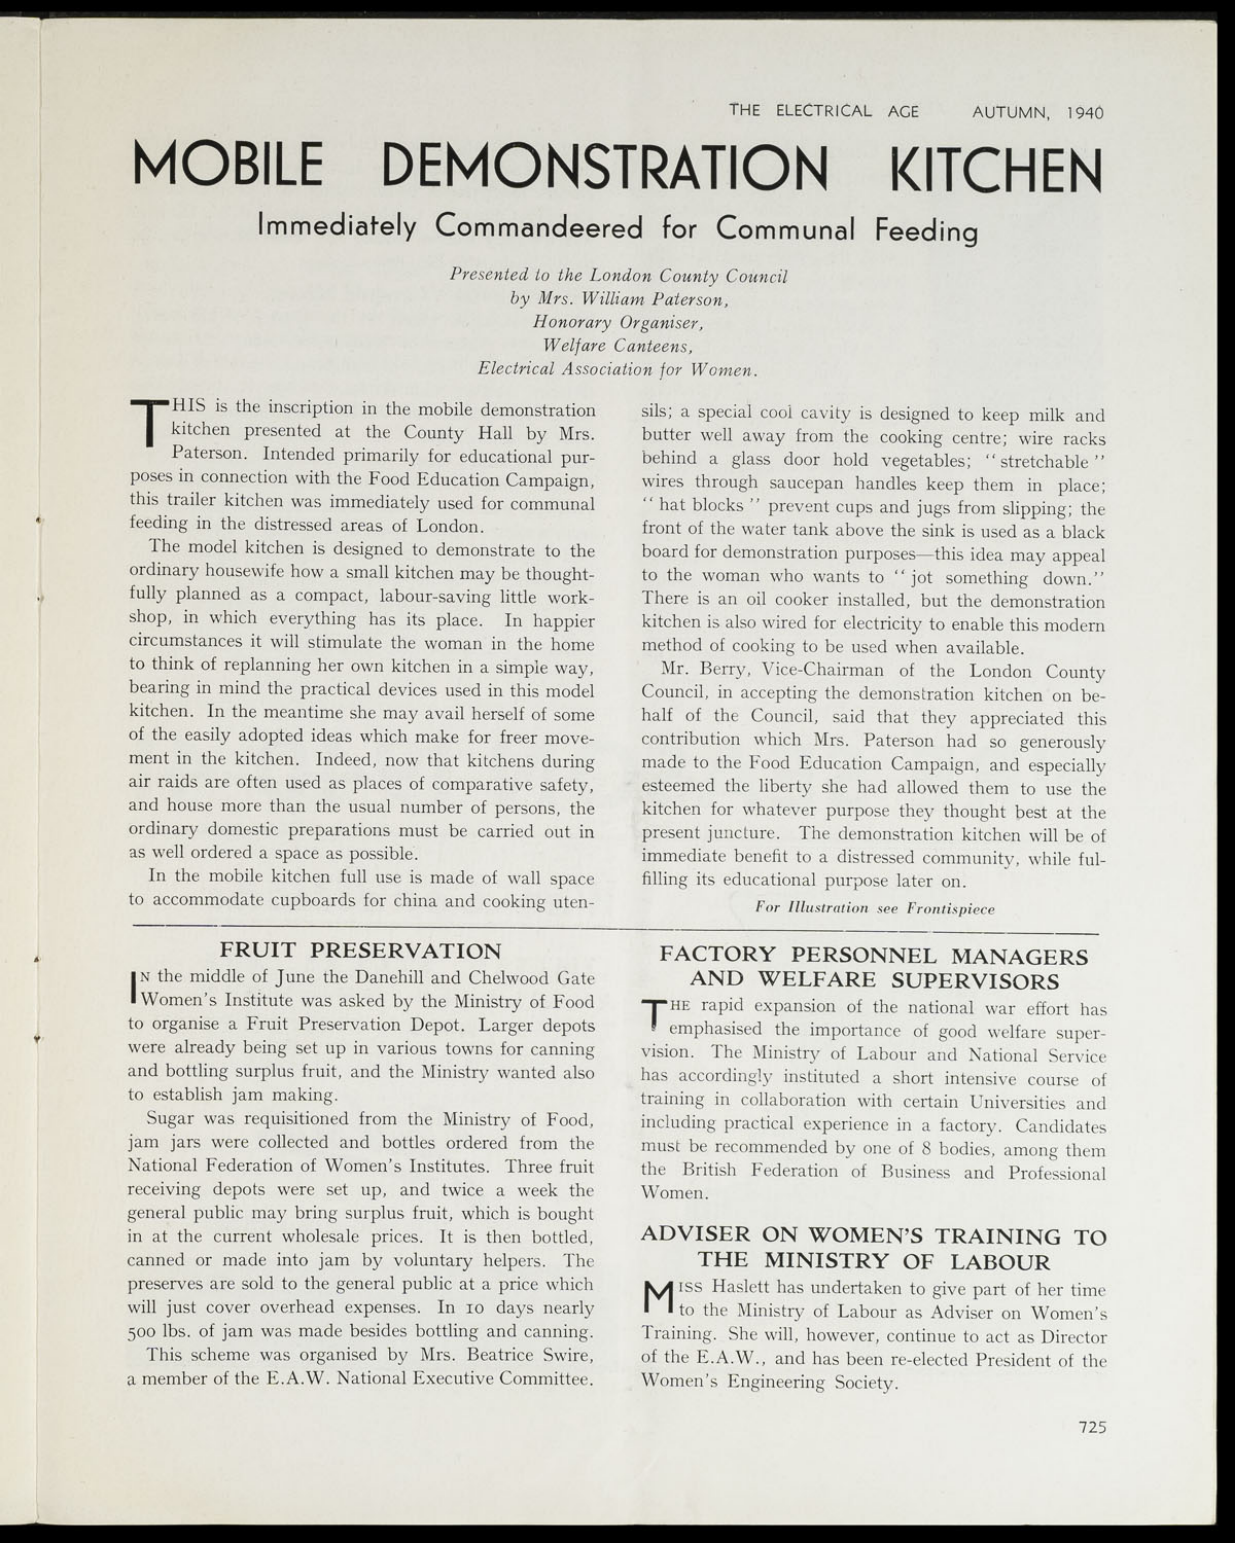 THE ELECTRICAL AGE AUTUMN, 1940
MOBILE DEMONSTRATION KITCHEN
Immediately Commandeered for Communal Feeding
Presented to the London County Council
by Mrs. William Paterson,
Honorary Organiser,
Welfare Canteens,
Electrical Association for Women.
THIS is the inscription in the mobile demonstration
kitchen presented at the County Hall by Mrs.
Paterson. Intended primarily for educational pur-
poses in connection with the Food Education Campaign,
this trailer kitchen was immediately used for communal
feeding in the distressed areas of London.
The model kitchen is designed to demonstrate to the
ordinary housewife how a small kitchen may be thought-
fully planned as a compact, labour-saving little work-
shop, in which everything has its place. In happier
circumstances it will stimulate the woman in the home
to think of replanning her own kitchen in a simple way,
bearing in mind the practical devices used in this model
kitchen. In the meantime she may avail herself of some
of the easily adopted ideas which make for freer move-
ment in the kitchen. Indeed, now that kitchens during
air raids are often used as places of comparative safety,
and house more than the usual number of persons, the
ordinary domestic preparations must be carried out in
as well ordered a space as possible.
In the mobile kitchen full use is made of wall space
to accommodate cupboards for china and cooking uten-
sils; a special cool cavity is designed to keep milk and
butter well away from the cooking centre; wire racks
behind a glass door hold vegetables; “stretchable”
wires through saucepan handles keep them in place;
“hat blocks” prevent cups and jugs from slipping; the
front of the water tank above the sink is used as a black
board for demonstration purposes—this idea may appeal
to the woman who wants to “jot something down.”
There is an oil cooker installed, but the demonstration
kitchen is also wired for electricity to enable this modern
method of cooking to be used when available.
Mr. Berry, Vice-Chairman of the London County
Council, in accepting the demonstration kitchen on be-
half of the Council, said that they appreciated this
contribution which Mrs. Paterson had so generously
made to the Food Education Campaign, and especially
esteemed the liberty she had allowed them to use the
kitchen for whatever purpose they thought best at the
present juncture. The demonstration kitchen will be of
immediate benefit to a distressed community, while ful-
filling its educational purpose later on.
For Illustration see Frontispiece
FRUIT PRESERVATION
IN the middle of June the Danehill and Chelwood Gate
Women's Institute was asked by the Ministry of Food
to organise a Fruit Preservation Depot. Larger depots
were already being set up in various towns for canning
and bottling surplus fruit, and the Ministry wanted also
to establish jam making.
Sugar was requisitioned from the Ministry of Food,
jam jars were collected and bottles ordered from the
National Federation of Women's Institutes. Three fruit
receiving depots were set up, and twice a week the
general public may bring surplus fruit, which is bought
in at the current wholesale prices. It is then bottled,
canned or made into jam by voluntary helpers. The
preserves are sold to the general public at a price which
will just cover overhead expenses. In 10 days nearly
500 lbs. of jam was made besides bottling and canning.
This scheme was organised by Mrs. Beatrice Swire,
a member of the E.A.W. National Executive Committee.
FACTORY PERSONNEL MANAGERS
AND WELFARE SUPERVISORS
THE rapid expansion of the national war effort has
emphasised the importance of good welfare super-
vision. The Ministry of Labour and National Service
has accordingly instituted a short intensive course of
training in collaboration with certain Universities and
including practical experience in a factory. Candidates
must be recommended by one of 8 bodies, among them
the British Federation of Business and Professional
Women.
ADVISER ON WOMEN'S TRAINING TO
THE MINISTRY OF LABOUR
MISS Haslett has undertaken to give part of her time
to the Ministry of Labour as Adviser on Women's
Training. She will, however, continue to act as Director
of the E.A.W., and has been re-elected President of the
Women's Engineering Society.
725